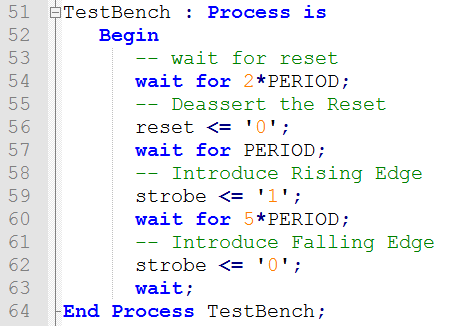 51 TestBench : Process is
52    Begin
53       -- wait for reset
54       wait for 2*PERIOD;
55       -- Deassert the Reset
56       reset <= '0';
57       wait for PERIOD;
58       -- Introduce Rising Edge
59       strobe <= '1';
60       wait for 5*PERIOD;
61       -- Introduce Falling Edge
62       strobe <= '0';
63       wait;
64 End Process TestBench;